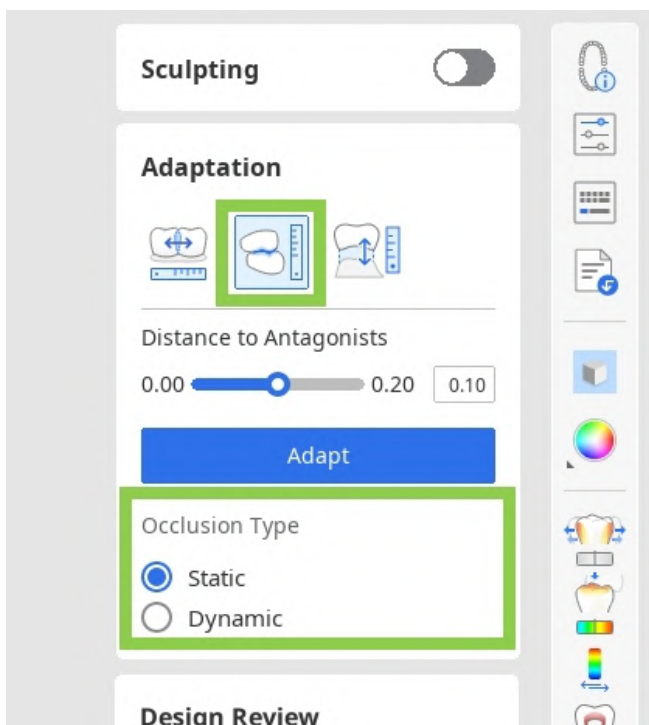 Sculpting
Adaptation
Distance to Antagonists
0.00 0.20 0.10
Adapt
Occlusion Type
Static
Dynamic
Design Review